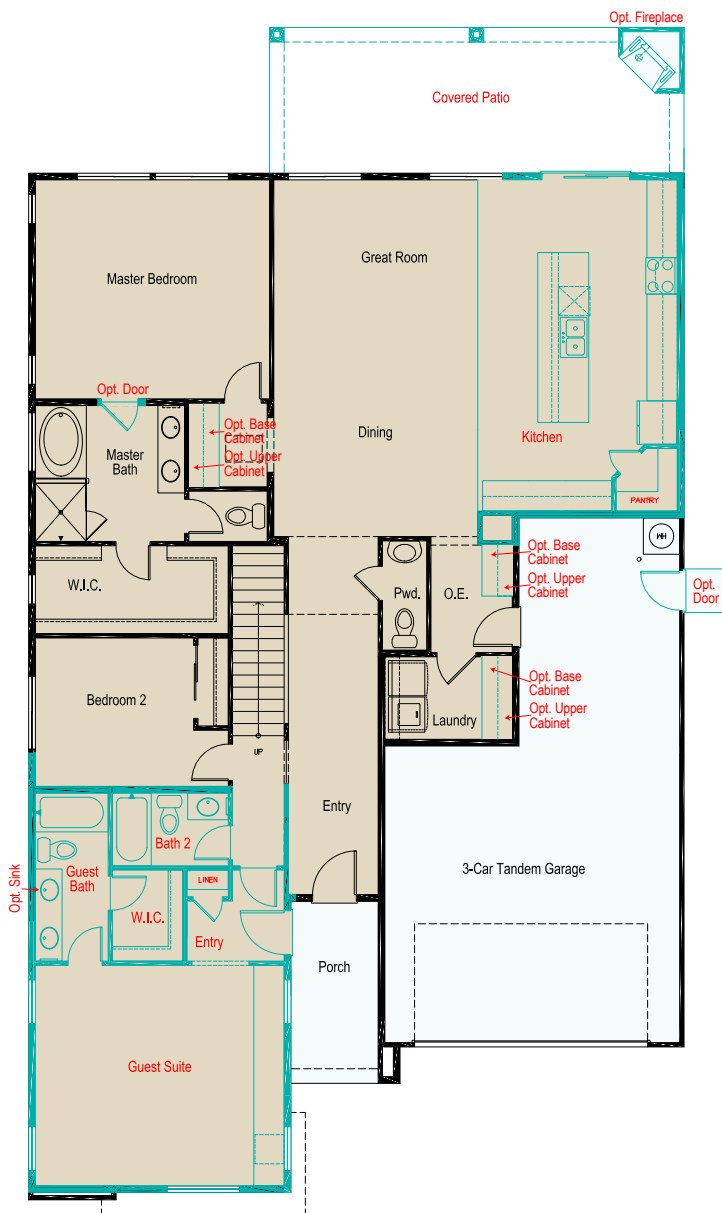 Opt. Fireplace
Covered Patio
Great Room
Master Bedroom
Opt. Door
Opt. Base
Cabinet
Opt. Upper
Cabinet
Master
Bath
Dining
Kitchen
PANTRY
WH
Opt. Base
Cabinet
Opt. Upper
Cabinet
Opt.
Door
W.I.C.
Pwd.
O.E.
Bedroom 2
Opt. Base
Cabinet
Opt. Upper
Cabinet
Laundry
UP
Entry
Bath 2
Guest
Bath
Opt. Sink
LINEN
3-Car Tandem Garage
W.I.C.
Entry
Porch
Guest Suite